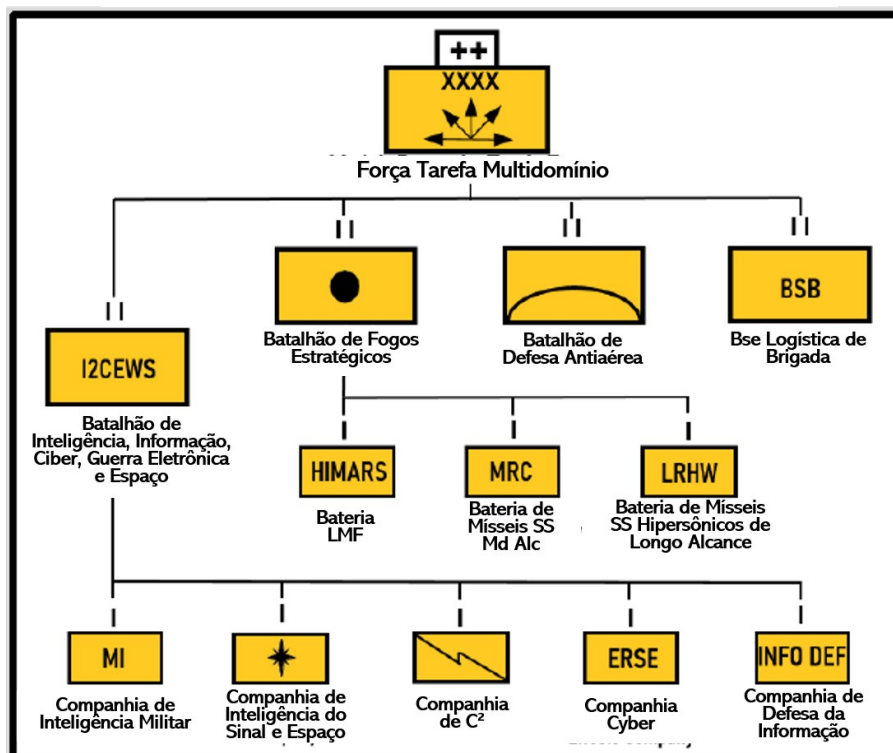 ++
XXXX
Força Tarefa Multidomínio
I2CEWS
Batalhão de
Inteligência, Informação,
Ciber, Guerra Eletrônica
e Espaço
Batalhão de Fogos
Estratégicos
Batalhão de
Defesa Antiaérea
BSB
Bse Logística de
Brigada
HIMARS
Bateria
LMF
MRC
Bateria de
Mísseis SS
Md Alc
LRHW
Bateria de Mísseis
SS Hipersônicos de
Longo Alcance
MI
Companhia de
Inteligência Militar
Companhia de
Inteligência do
Sinal e Espaço
Companhia
de C²
ERSE
Companhia
Cyber
INFO DEF
Companhia de
Defesa da
Informação